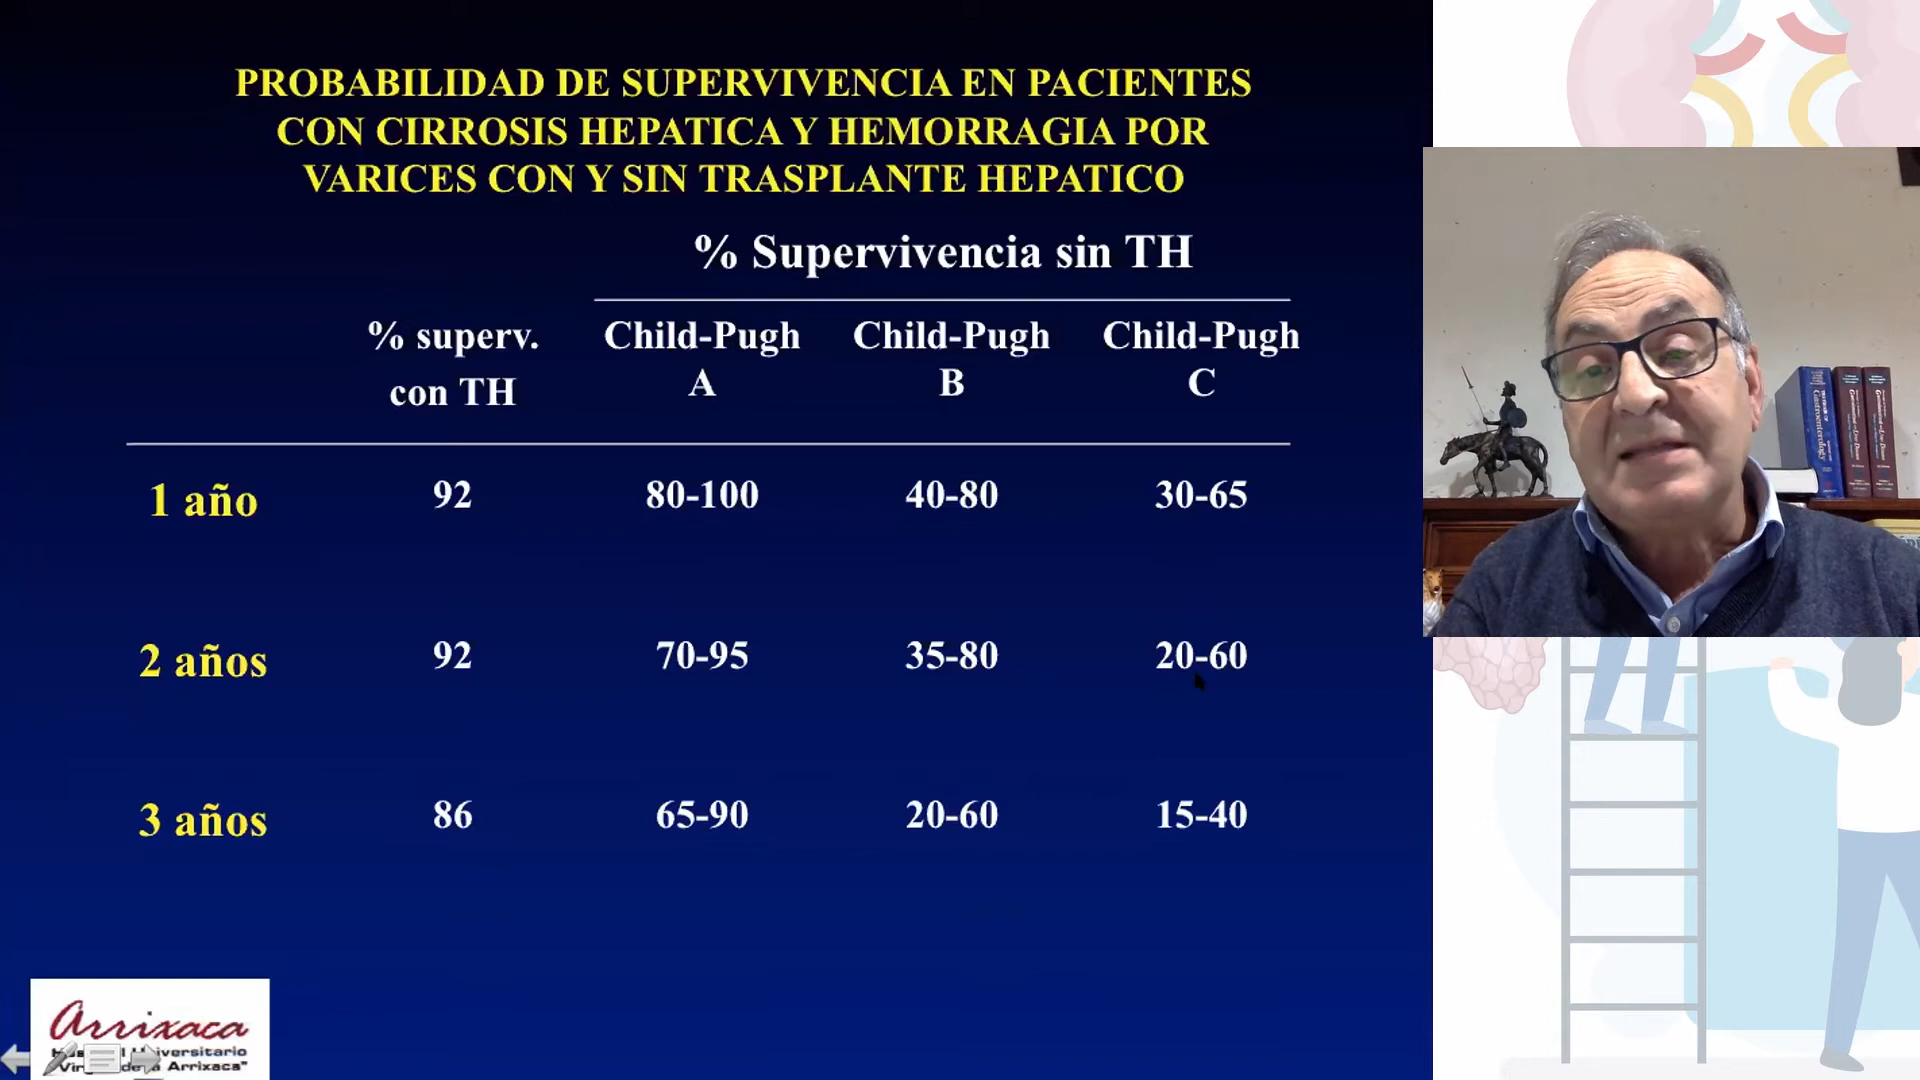 PROBABILIDAD DE SUPERVIVENCIA EN PACIENTES
CON CIRROSIS HEPATICA Y HEMORRAGIA POR
VARICES CON Y SIN TRASPLANTE HEPATICO
% Supervivencia sin TH
% superv. con TH
Child-Pugh A
Child-Pugh B
Child-Pugh C
1 año 92 80-100 40-80 30-65
2 años 92 70-95 35-80 20-60
3 años 86 65-90 20-60 15-40
Arrixaca
Universitario
Arrixaca"
Gastroenterology